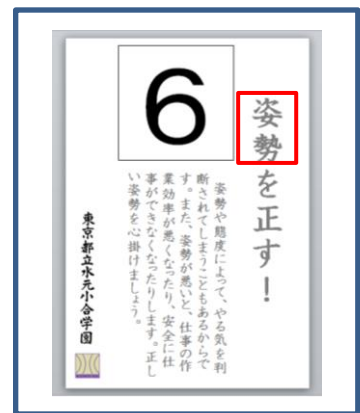 6
姿勢を正す！
姿勢や態度によって、やる気を判
断されてしまうこともあるからで
す。また、姿勢が悪いと、仕事の作
業効率が悪くなったり、安全に仕
事ができなくなったりします。正し
い姿勢を心掛けましょう。
東京都立水元小合学園